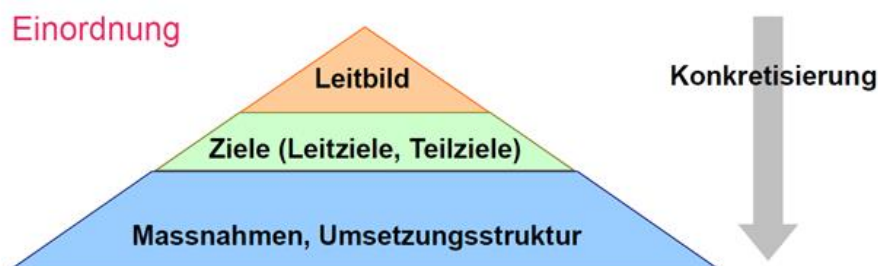 Einordnung
Leitbild
Konkretisierung
Ziele (Leitziele, Teilziele)
Massnahmen, Umsetzungsstruktur